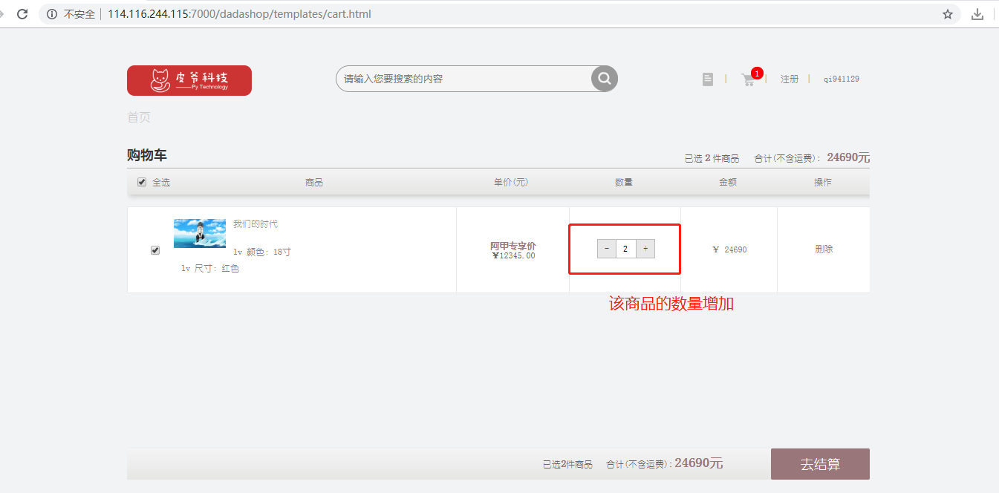 不安全 | 114.116.244.115:7000/dadashop/templates/cart.html
皮爷科技
——Py Technology
请输入您要搜索的内容
1
注册
qi941129
首页
购物车
已选 2 件商品 合计(不含运费): 24690元
全选 商品 单价(元) 数量 金额 操作
我们的时代
lv 颜色: 18寸
lv 尺寸: 红色
阿甲专享价
¥12345.00
- 2 +
¥ 24690
删除
该商品的数量增加
已选2件商品 合计(不含运费):24690元
去结算